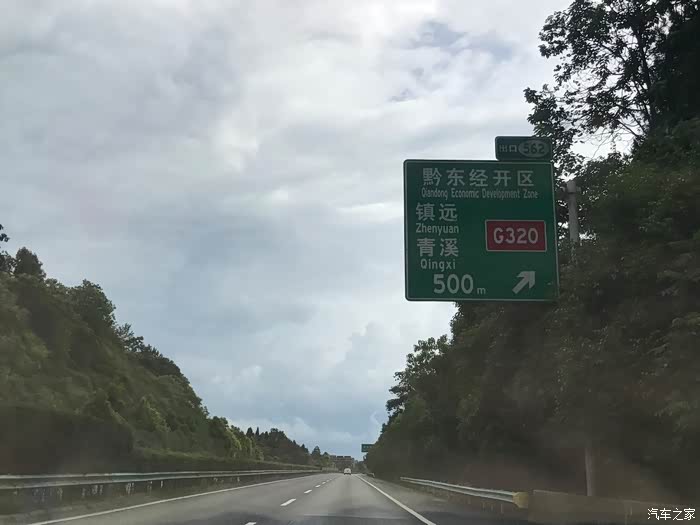 出口 562
黔东经开区
Qiandong Economic Development Zone
镇远
Zhenyuan
G320
青溪
Qingxi
500m
汽车之家